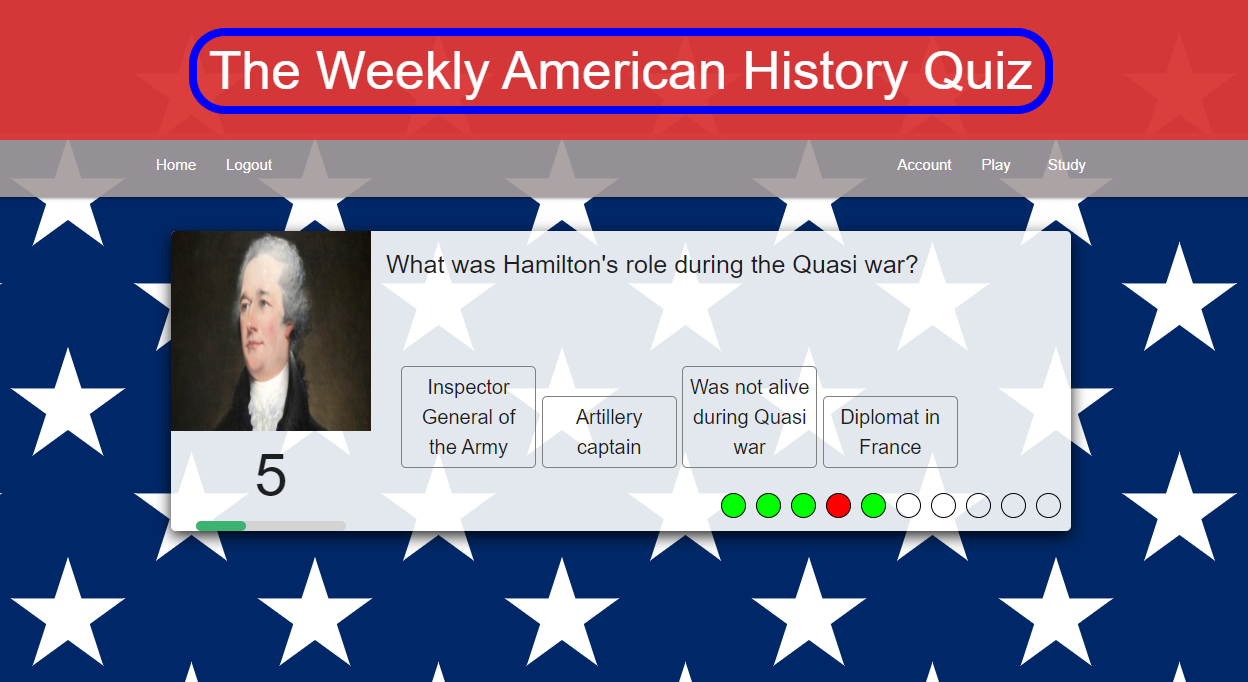 The Weekly American History Quiz
Home Logout Account Play Study
What was Hamilton's role during the Quasi war?
Inspector
General of
the Army
Artillery
captain
Was not alive
during Quasi
war
Diplomat in
France
5